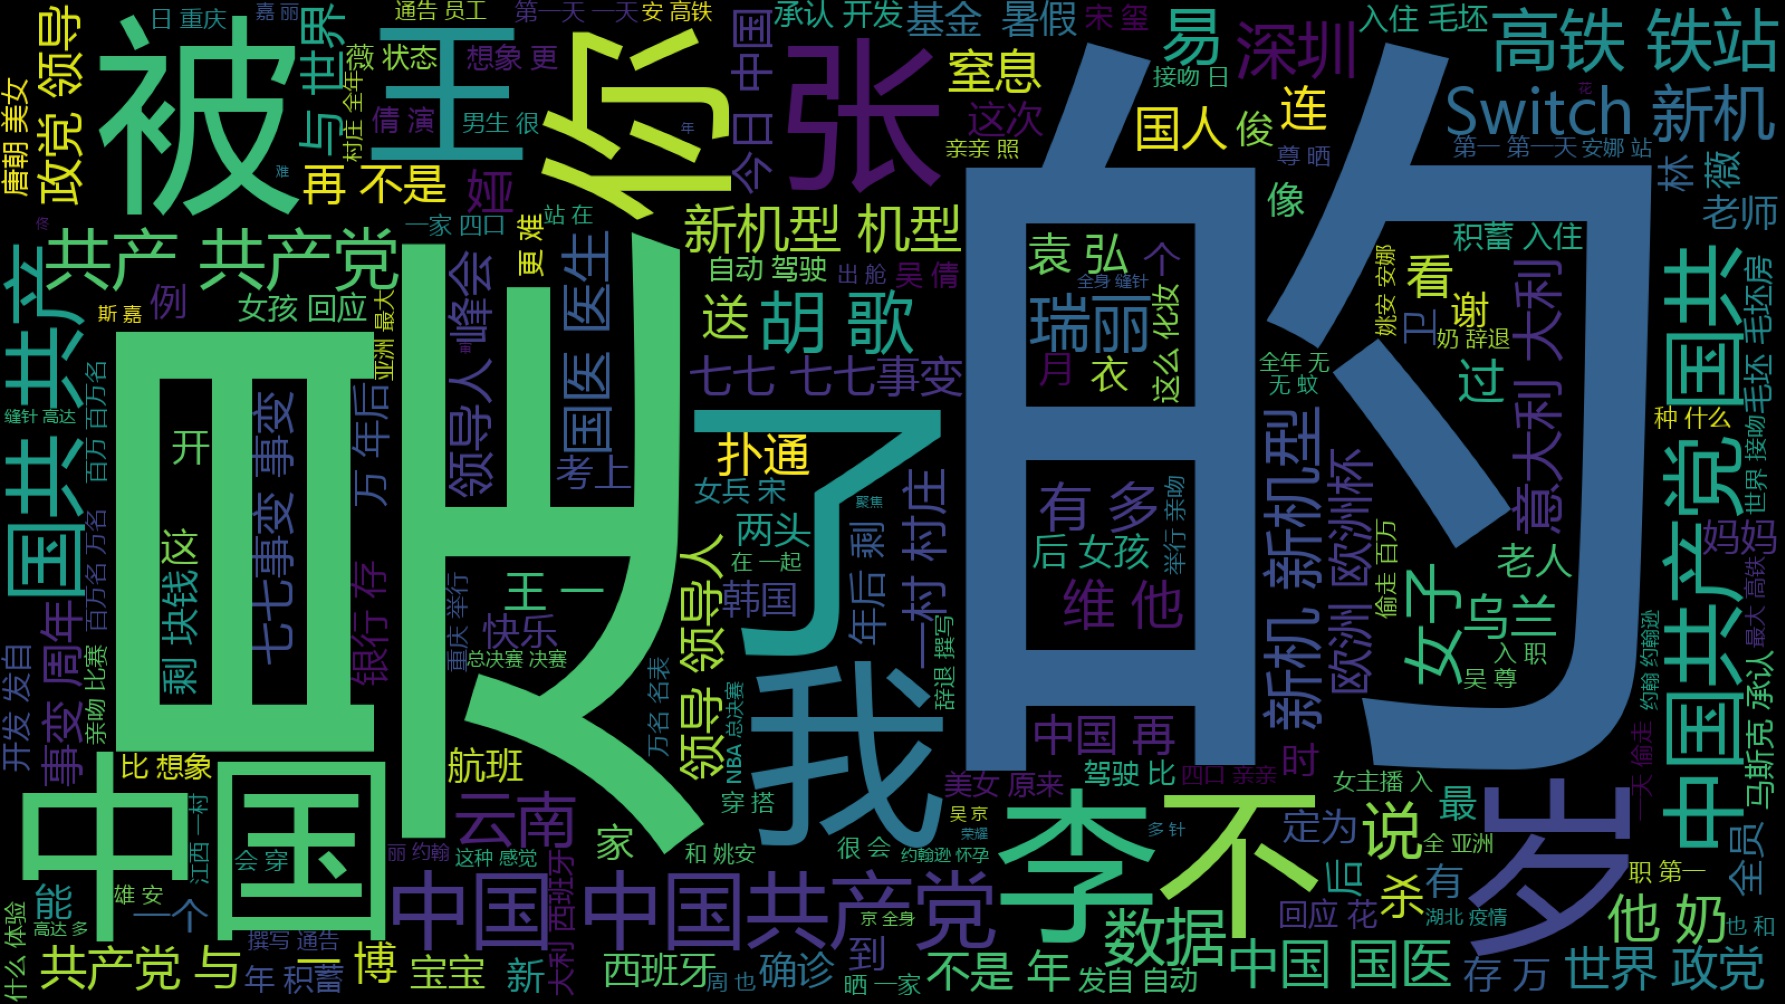 日 重庆
嘉 丽
通告 员工
第一天 一天
安 高铁
承认 开发
基金
暑假
宋 玺
易
入住 毛坯
高铁 铁站
政党 领导
被
与 世界
王
薇 状态
想象 更
你
今日 中国
张
窒息
接吻 日
深圳
Switch 新机
唐朝 美女
村庄 全年
倩 演
男生 很
年
这次
国人
俊
连
花
亲亲 照
尊 晒
第一 第一天
安娜 站
难
再 不是
娅
像
林 薇
老师
共产 共产党
一家 四口
站 在
更 难
新机型 机型
袁 弘
个
积蓄 入住
国共 共产
斯 嘉
例
女孩 回应
亚洲 最大
领导人 峰会
国医 医生
自动 驾驶
出 舱
吴 倩
全身 缝针
姚安 安娜
看
谢
卫
奶 辞退
意大利 大利
中国共产党 国共
毛坯 毛坯房
是
的
送
胡 歌
瑞丽
这么 化妆
七七 七七事变
月
衣
全年 无
无 蚊
过
缝针 高达
百万 百万名
种 什么
开
七七事变 事变
万 年后
考上
扑通
了
女兵 宋
聚焦
一村 村庄
有 多
举行 亲吻
新机 新机型
欧洲 欧洲杯
世界 接吻
妈妈
这
两头
在 一起
年后 剩
后 女孩
偷走 百万
老人
剩 块钱
银行 存
重庆 举行
王 一
韩国
维 他
女子
乌兰
最大 高铁
百万名 万名
快乐
领导 领导人
入 职
吴 尊
开发 发自
事变 周年
亲吻 比赛
总决赛 决赛
万名 名表
NBA 总决赛
我
辞退 撰写
约翰 约翰逊
马斯克 承认
比 想象
航班
中国 再
时
一天 偷走
中国
美女 原来
驾驶 比
四口 亲亲
女主播 入
江西 一村
云南
穿 搭
吴 京
李
不
最
岁
会 穿
家
荣耀
多 针
定为
说
全 亚洲
丽 约翰
这种 感觉
和 姚安
很 会
约翰逊 怀孕
全员
职 第一
能
雄 安
一个
大利 西班牙
中国 中国共产党
后
杀
有
什么 体验
高达 多
京 全身
数据
回应 花
湖北 疫情
他 奶
也 和
撰写 通告
到
共产党 与
年 积蓄
一 博
宝宝
新
西班牙
周 也
确诊
晒 一家
不是 年
发自 自动
中国 国医
存 万
世界 政党